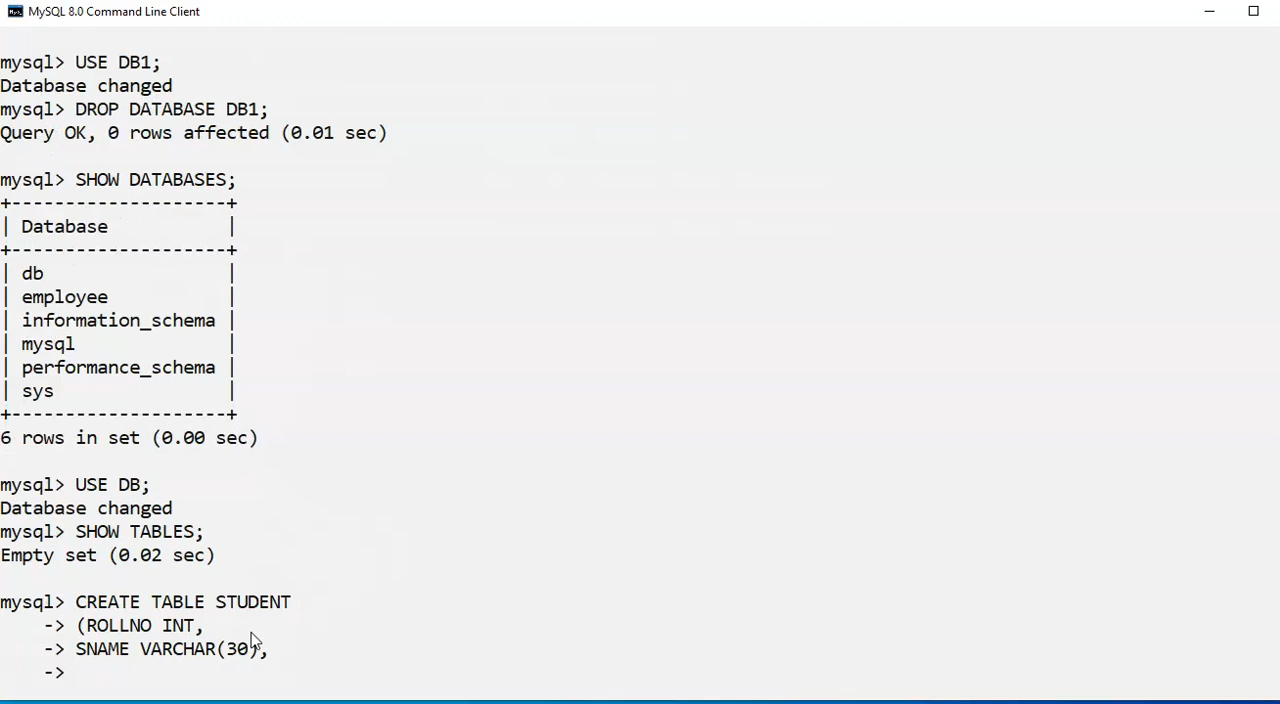 MySQL 8.0 Command Line Client
mysql> USE DB1;
Database changed
mysql> DROP DATABASE DB1;
Query OK, 0 rows affected (0.01 sec)
mysql> SHOW DATABASES;
+--------------------+
| Database           |
+--------------------+
| db                 |
| employee           |
| information_schema |
| mysql              |
| performance_schema |
| sys                |
+--------------------+
6 rows in set (0.00 sec)
mysql> USE DB;
Database changed
mysql> SHOW TABLES;
Empty set (0.02 sec)
mysql> CREATE TABLE STUDENT
    -> (ROLLNO INT,
    -> SNAME VARCHAR(30),
    ->